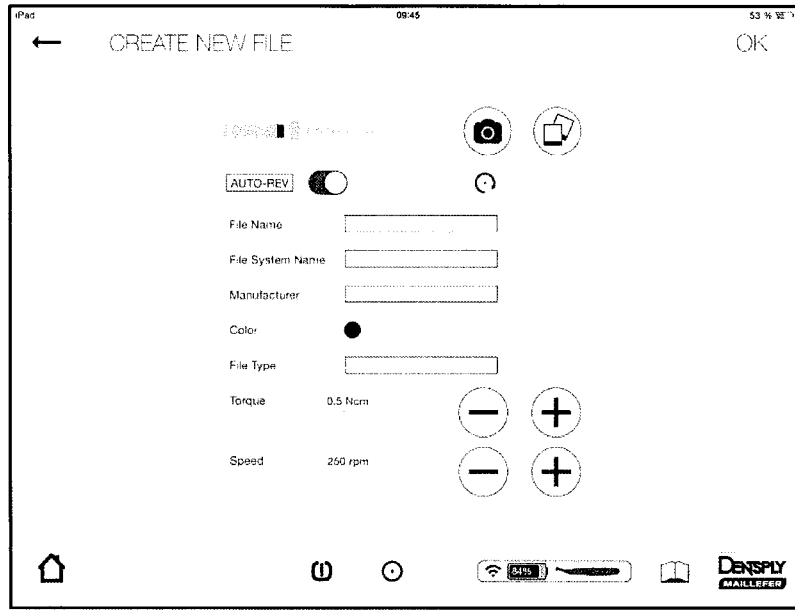 iPad 09:45 53 %
CREATE NEW FILE OK
AUTO-REV
File Name
File System Name
Manufacturer
Color
File Type
Torque 0.5 Ncm
Speed 250 rpm
84% DENTSPLY
MAILLEFER